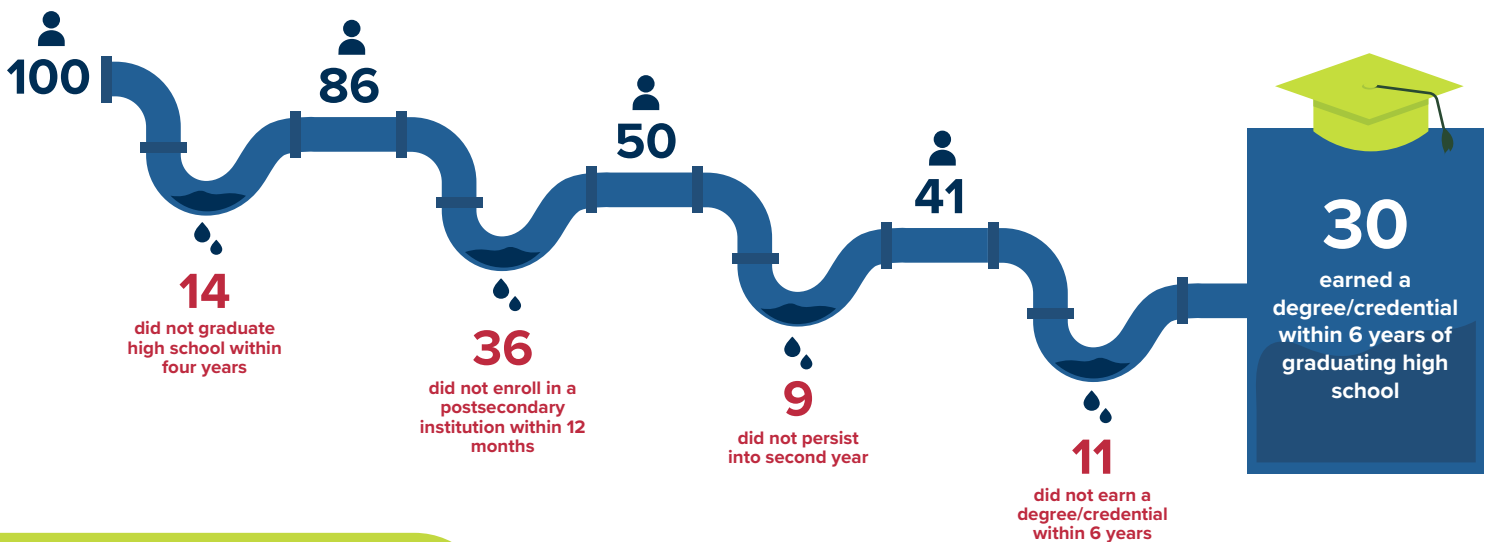 100
86
50
41
14
did not graduate
high school within
four years
36
did not enroll in a
postsecondary
institution within 12
months
9
did not persist
into second year
11
did not earn a
degree/credential
within 6 years
30
earned a
degree/credential
within 6 years of
graduating high
school